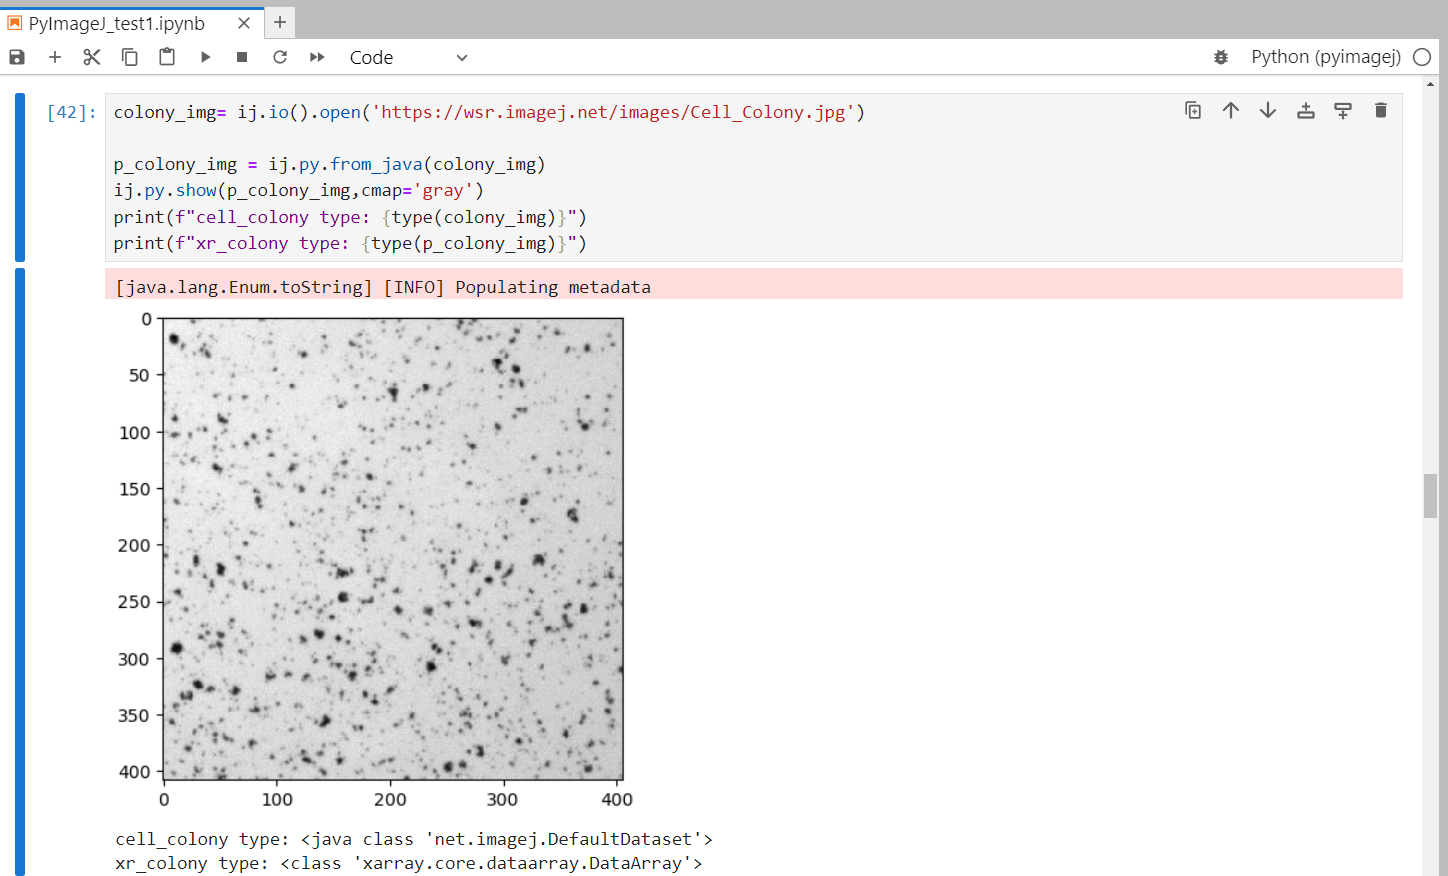 PyImageJ_test1.ipynb
Code
Python (pyimagej)
[42]: colony_img= ij.io().open('https://wsr.imagej.net/images/Cell_Colony.jpg')
p_colony_img = ij.py.from_java(colony_img)
ij.py.show(p_colony_img,cmap='gray')
print(f"cell_colony type: {type(colony_img)}")
print(f"xr_colony type: {type(p_colony_img)}")
[java.lang.Enum.toString] [INFO] Populating metadata
0
50
100
150
200
250
300
350
400
0 100 200 300 400
cell_colony type: <java class 'net.imagej.DefaultDataset'>
xr_colony type: <class 'xarray.core.dataarray.DataArray'>